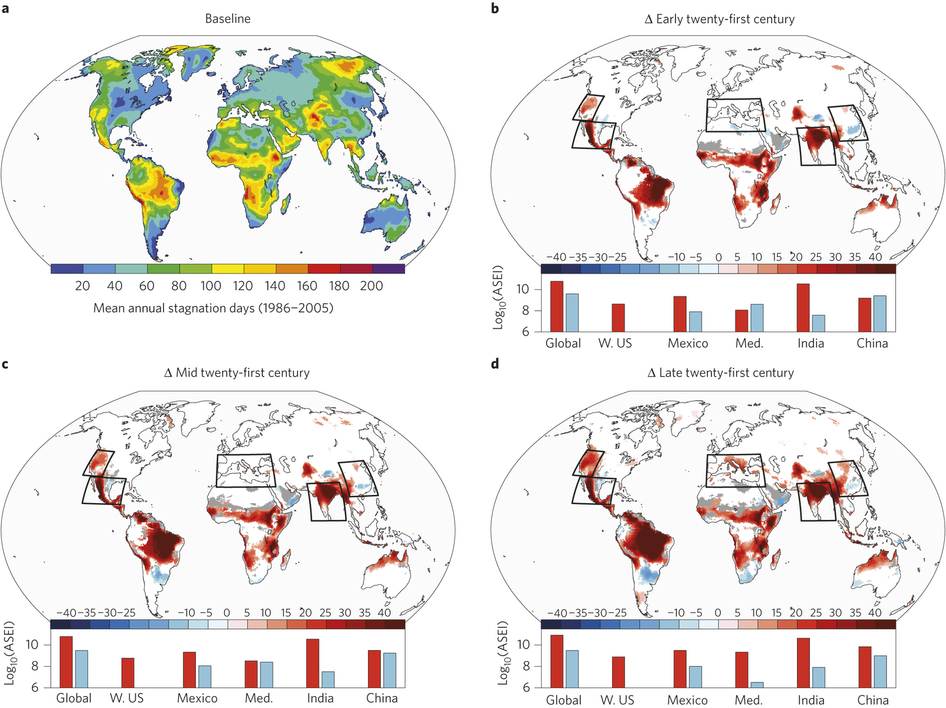 a
Baseline
20 40 60 80 100 120 140 160 180 200
Mean annual stagnation days (1986–2005)
b
Δ Early twenty-first century
−40 −35 −30 −25 −10 −5 0 5 10 15 20 25 30 35 40
Log10(ASEI)
10
8
6
Global W. US Mexico Med. India China
c
Δ Mid twenty-first century
−40 −35 −30 −25 −10 −5 0 5 10 15 20 25 30 35 40
Log10(ASEI)
10
8
6
Global W. US Mexico Med. India China
d
Δ Late twenty-first century
−40 −35 −30 −25 −10 −5 0 5 10 15 20 25 30 35 40
Log10(ASEI)
10
8
6
Global W. US Mexico Med. India China